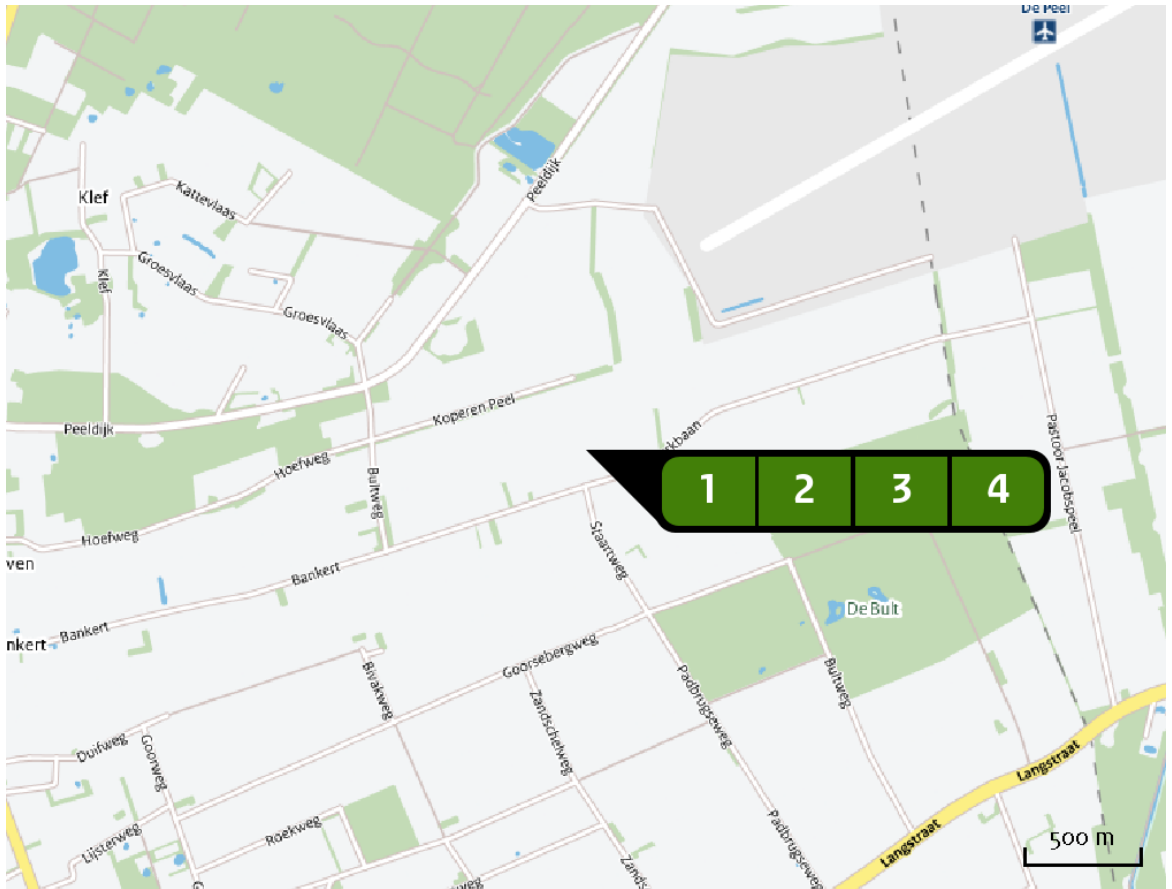 De Peel
Peeldijk
Klef
Kattevlaas
Groesvlaas
Klef
Groesvlaas
Koperen Peel
Peeldijk
Hoefweg
Bultweg
1 2 3 4
Pastoor Jacobspeel
Hoefweg
Staartweg
Bankert
De Bult
Bankert
Goorsebergweg
Bivakweg
Zandschelweg
Padbrugseweg
Bultweg
Duifweg
Goorweg
Langstraat
Roekweg
Lijsterweg
Padbrugseweg
Langstraat
500 m